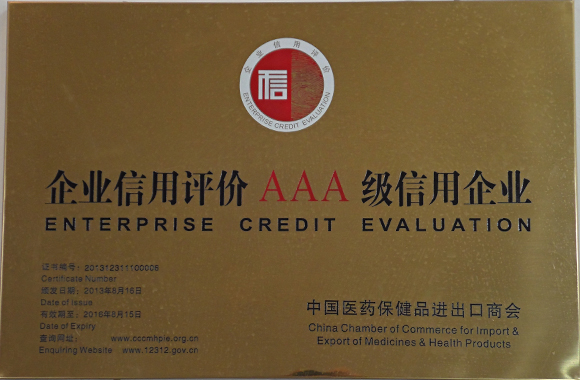 企业信用评价
信
ENTERPRISE CREDIT EVALUATION
企业信用评价 AAA 级信用企业
ENTERPRISE CREDIT EVALUATION
证书编号：201312311100006
Certificate Number
颁发日期：2013年8月16日
Date of Issue
有效期至：2016年8月15日
Date of Expiry
查询网址： www.cccmhpie.org.cn
Enquiring Website www.12312.gov.cn
中国医药保健品进出口商会
China Chamber of Commerce for Import &
Export of Medicines & Health Products